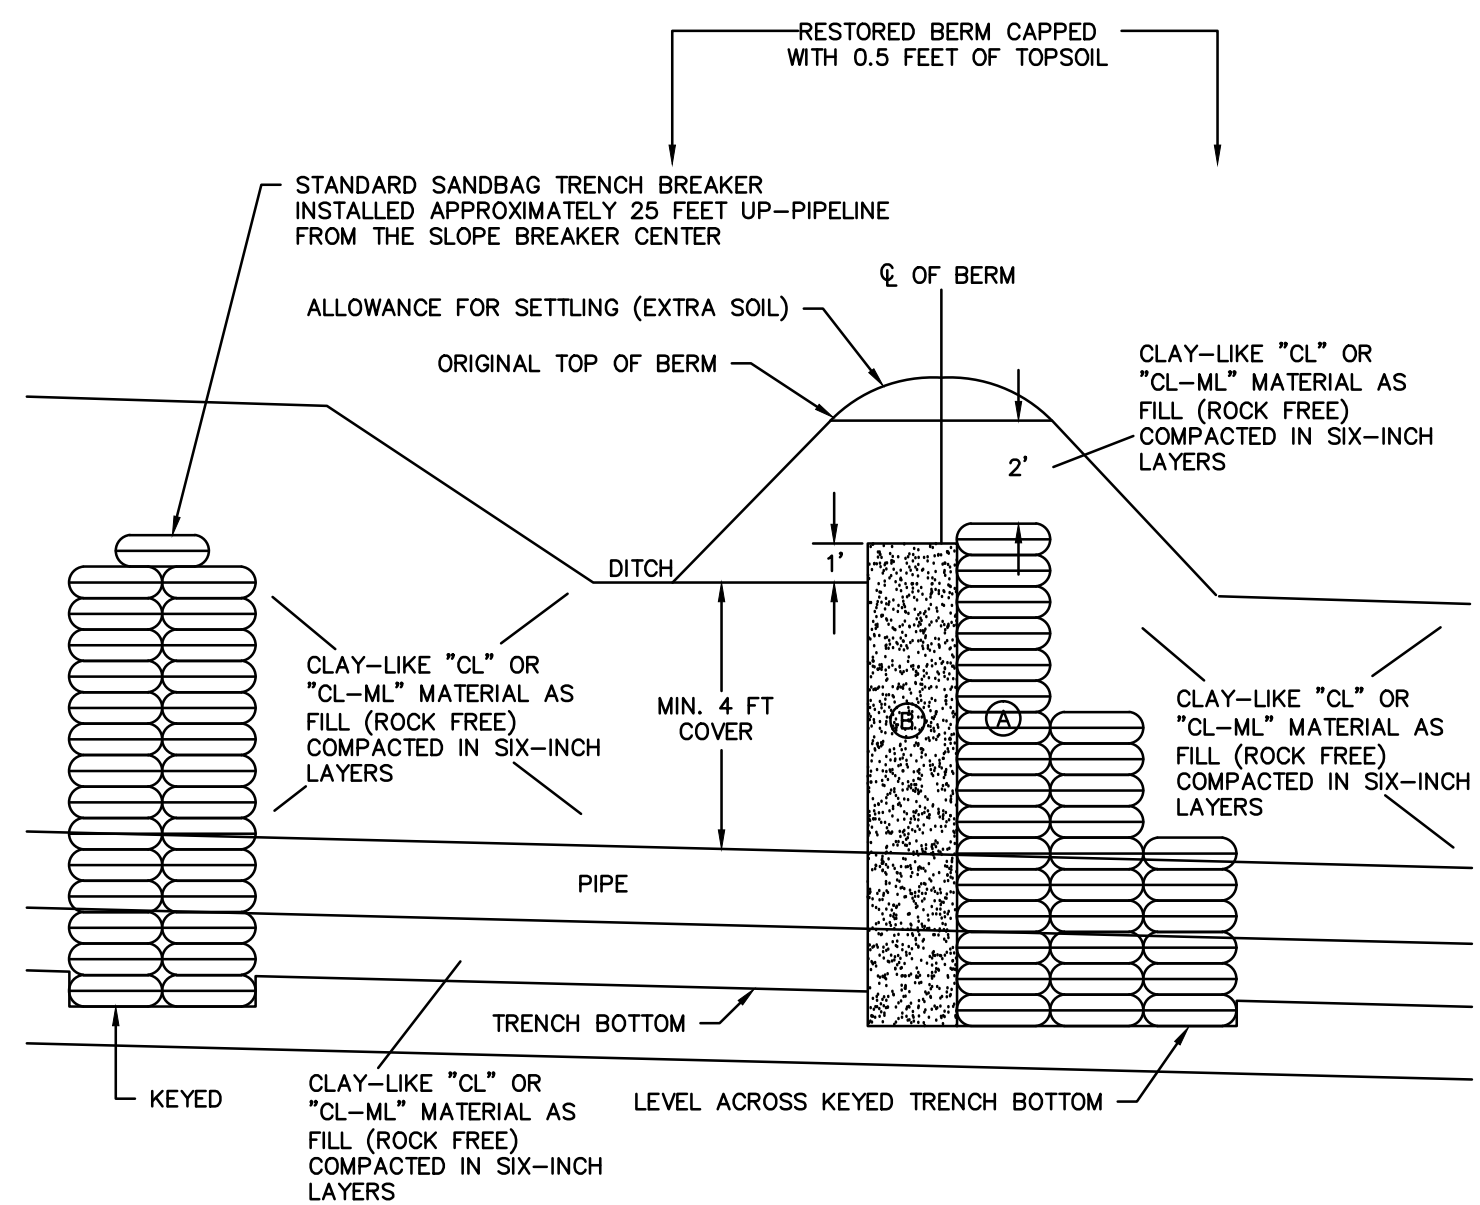 RESTORED BERM CAPPED
WITH 0.5 FEET OF TOPSOIL
STANDARD SANDBAG TRENCH BREAKER
INSTALLED APPROXIMATELY 25 FEET UP-PIPELINE
FROM THE SLOPE BREAKER CENTER
℄ OF BERM
ALLOWANCE FOR SETTLING (EXTRA SOIL)
ORIGINAL TOP OF BERM
CLAY-LIKE "CL" OR
"CL-ML" MATERIAL AS
FILL (ROCK FREE)
COMPACTED IN SIX-INCH
LAYERS
2'
DITCH
1'
CLAY-LIKE "CL" OR
"CL-ML" MATERIAL AS
FILL (ROCK FREE)
COMPACTED IN SIX-INCH
LAYERS
MIN. 4 FT
COVER
B
A
CLAY-LIKE "CL" OR
"CL-ML" MATERIAL AS
FILL (ROCK FREE)
COMPACTED IN SIX-INCH
LAYERS
PIPE
TRENCH BOTTOM
KEYED
CLAY-LIKE "CL" OR
"CL-ML" MATERIAL AS
FILL (ROCK FREE)
COMPACTED IN SIX-INCH
LAYERS
LEVEL ACROSS KEYED TRENCH BOTTOM